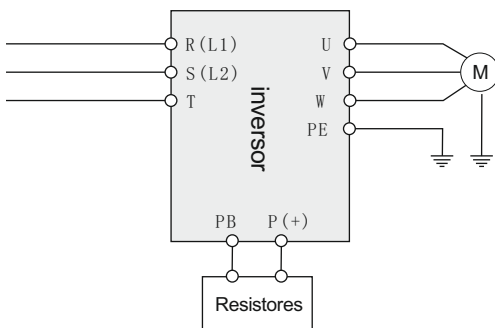 R(L1) U
S(L2) V M
T W
PE
inversor
PB P(+)
Resistores